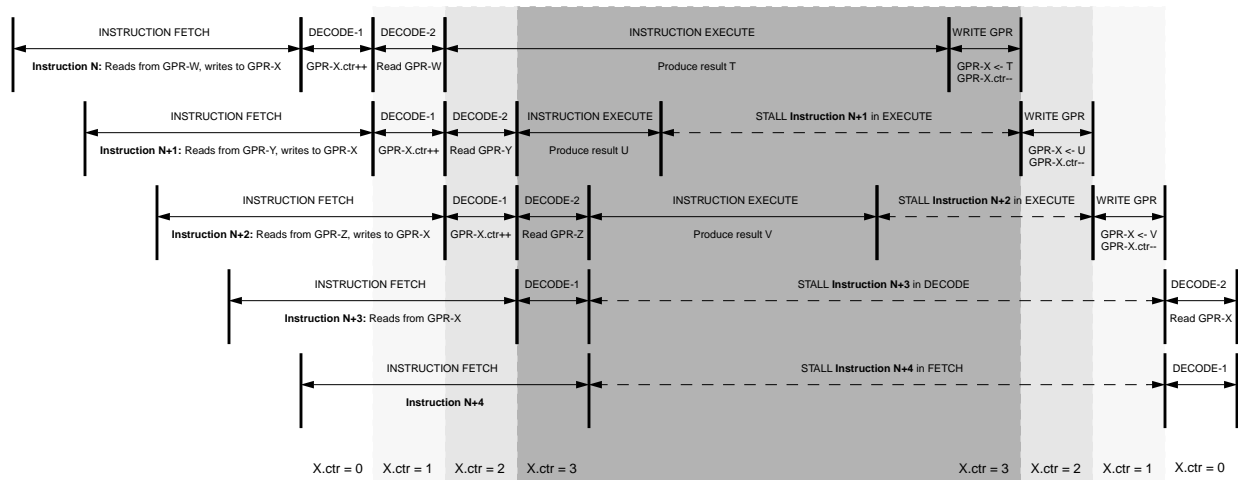 INSTRUCTION FETCH DECODE-1 DECODE-2 INSTRUCTION EXECUTE WRITE GPR
Instruction N: Reads from GPR-W, writes to GPR-X GPR-X.ctr++ Read GPR-W Produce result T GPR-X <- T
GPR-X.ctr--
INSTRUCTION FETCH DECODE-1 DECODE-2 INSTRUCTION EXECUTE STALL Instruction N+1 in EXECUTE WRITE GPR
Instruction N+1: Reads from GPR-Y, writes to GPR-X GPR-X.ctr++ Read GPR-Y Produce result U GPR-X <- U
GPR-X.ctr--
INSTRUCTION FETCH DECODE-1 DECODE-2 INSTRUCTION EXECUTE STALL Instruction N+2 in EXECUTE WRITE GPR
Instruction N+2: Reads from GPR-Z, writes to GPR-X GPR-X.ctr++ Read GPR-Z Produce result V GPR-X <- V
GPR-X.ctr--
INSTRUCTION FETCH DECODE-1 STALL Instruction N+3 in DECODE DECODE-2
Instruction N+3: Reads from GPR-X Read GPR-X
INSTRUCTION FETCH STALL Instruction N+4 in FETCH DECODE-1
Instruction N+4
X.ctr = 0 X.ctr = 1 X.ctr = 2 X.ctr = 3 X.ctr = 3 X.ctr = 2 X.ctr = 1 X.ctr = 0